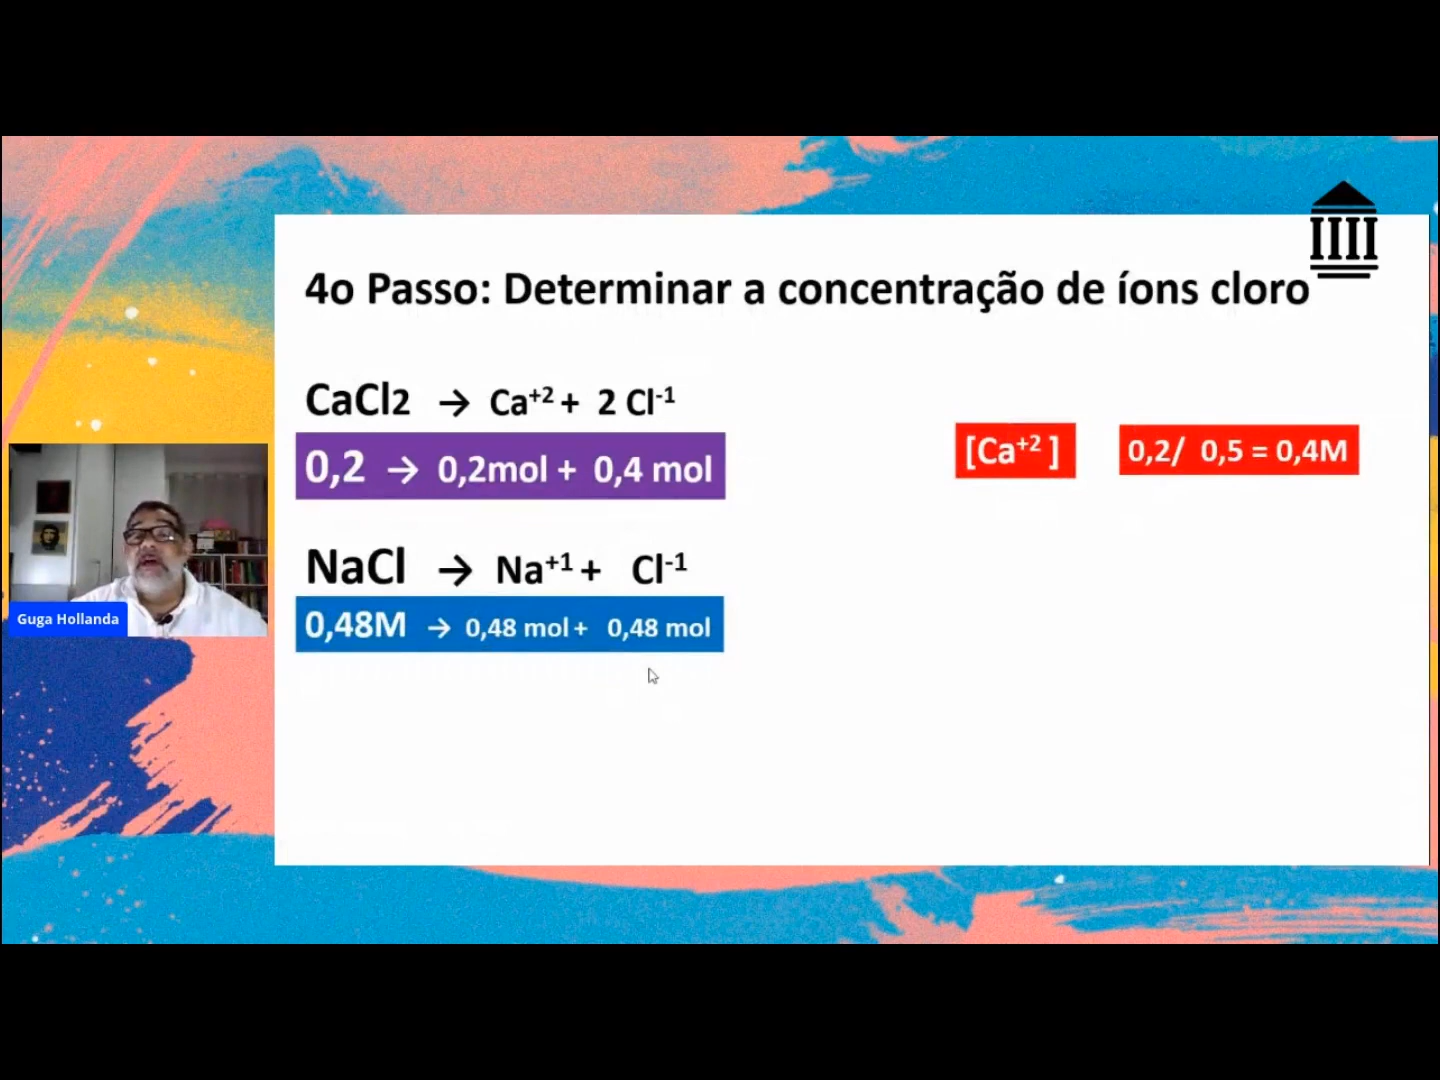 4o Passo: Determinar a concentração de íons cloro
CaCl2 → Ca+2 + 2 Cl-1
0,2 → 0,2mol + 0,4 mol
[Ca+2 ]
0,2/ 0,5 = 0,4M
NaCl → Na+1 + Cl-1
0,48M → 0,48 mol + 0,48 mol
Guga Hollanda